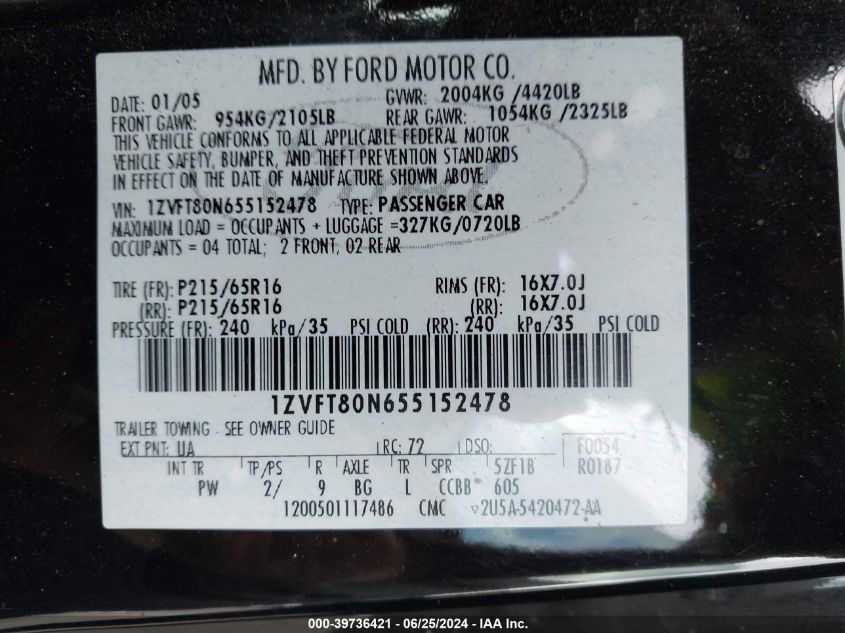 MFD. BY FORD MOTOR CO.
DATE: 01/05 GVWR: 2004KG /4420LB
FRONT GAWR: 954KG/2105LB REAR GAWR: 1054KG /2325LB
THIS VEHICLE CONFORMS TO ALL APPLICABLE FEDERAL MOTOR
VEHICLE SAFETY, BUMPER, AND THEFT PREVENTION STANDARDS
IN EFFECT ON THE DATE OF MANUFACTURE SHOWN ABOVE.
VIN: 1ZVFT80N655152478 TYPE: PASSENGER CAR
MAXIMUM LOAD = OCCUPANTS + LUGGAGE =327KG/0720LB
OCCUPANTS = 04 TOTAL; 2 FRONT, 02 REAR
TIRE (FR): P215/65R16 RIMS (FR): 16X7.0J
(RR): P215/65R16 (RR): 16X7.0J
PRESSURE (FR): 240 kPa/35 PSI COLD (RR): 240 kPa/35 PSI COLD
1ZVFT80N655152478
TRAILER TOWING - SEE OWNER GUIDE
EXT PNT: UA RC: 72 DSO: F0054
INT TR TP/PS R AXLE TR SPR 5ZF1B R0187
PW 2/ 9 BG L CCBB 605
1200501117486 CMC ▽2U5A-5420472-AA
000-39736421 - 06/25/2024 - IAA Inc.